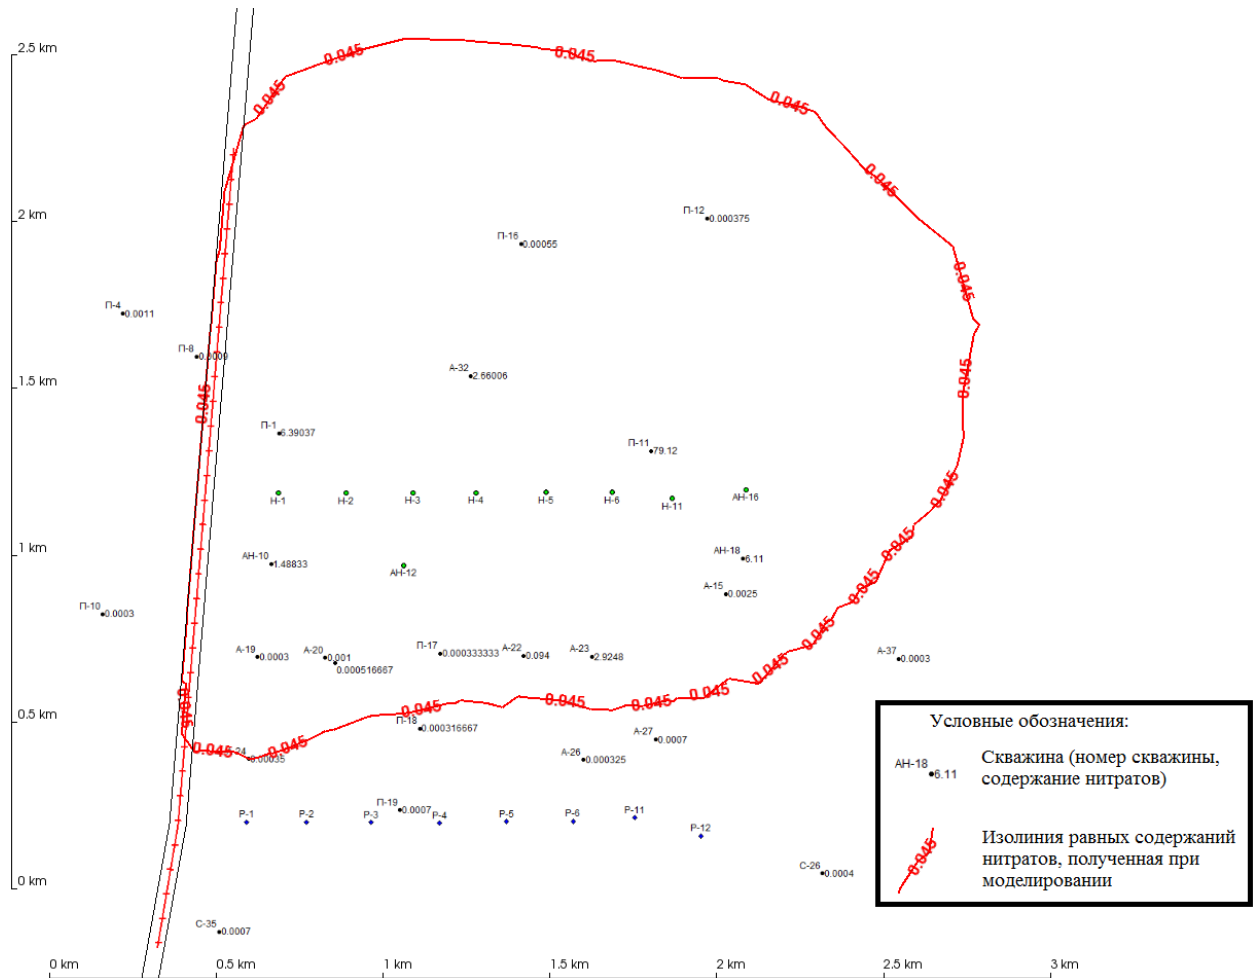 2.5 km
0.045
0.045
0.045
0.045
0.045
2 km
П-12
0.000375
П-16
0.00055
0.045
П-4
0.0011
П-8
0.0009
1.5 km
А-32
2.66006
0.045
0.045
П-1
6.39037
П-11
79.12
0.045
Н-1
Н-2
Н-3
Н-4
Н-5
Н-6
Н-11
АН-16
1 km
0.045
АН-10
1.48833
АН-12
АН-18
6.11
0.045
А-15
0.0025
П-10
0.0003
0.045
А-19
0.0003
А-20
0.001
0.000516667
П-17
0.000333333
А-22
0.094
А-23
2.9248
0.045
А-37
0.0003
0.045
0.045
0.045
0.045
0.5 km
П-18
0.000316667
А-27
0.0007
0.045
24
0.00035
0.045
А-26
0.000325
Р-1
Р-2
Р-3
П-19
0.0007
Р-4
Р-5
Р-6
Р-11
Р-12
0 km
С-26
0.0004
С-35
0.0007
0 km
0.5 km
1 km
1.5 km
2 km
2.5 km
3 km
Условные обозначения:
АН-18
6.11
Скважина (номер скважины,
содержание нитратов)
0.045
Изолиния равных содержаний
нитратов, полученная при
моделировании